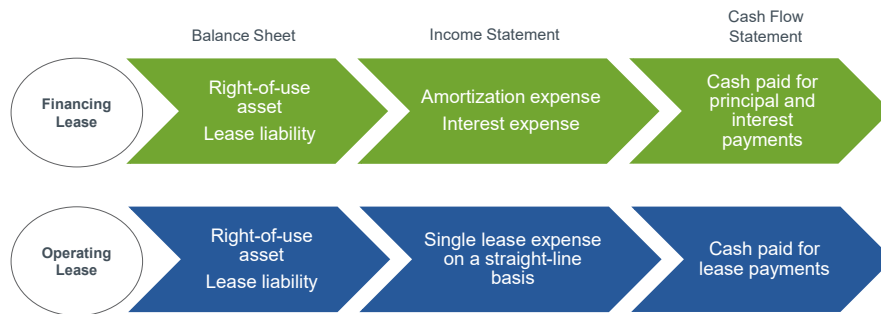 Balance Sheet
Income Statement
Cash Flow
Statement
Financing
Lease
Right-of-use
asset
Lease liability
Amortization expense
Interest expense
Cash paid for
principal and
interest
payments
Operating
Lease
Right-of-use
asset
Lease liability
Single lease expense
on a straight-line
basis
Cash paid for
lease payments